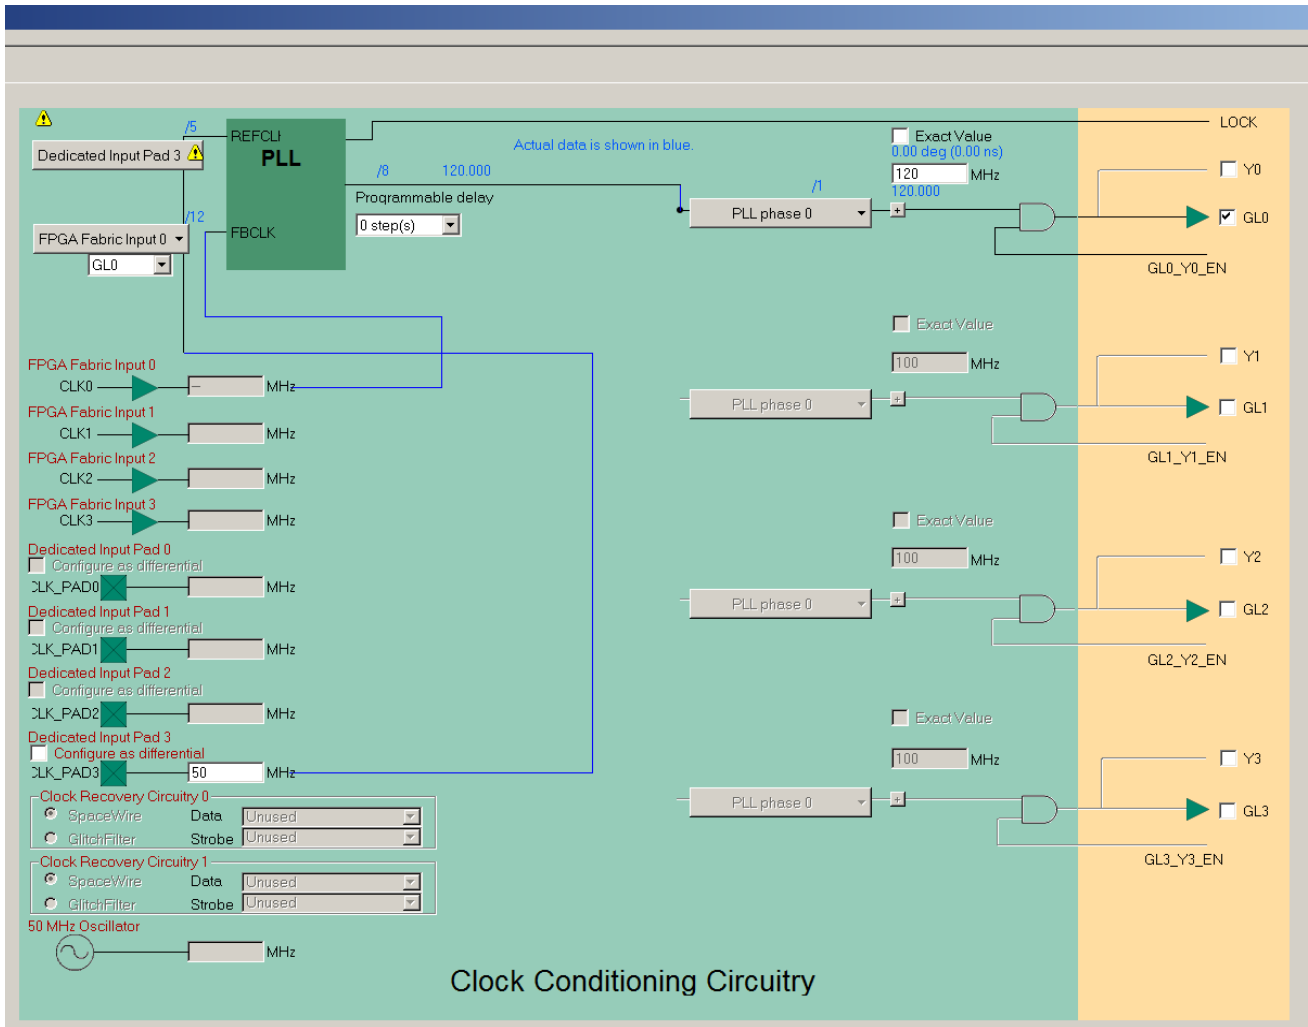 LOCK
/5
REFCLK
Exact Value
Dedicated Input Pad 3
PLL
Actual data is shown in blue.
0.00 deg (0.00 ns)
/8
120.000
120
MHz
Y0
/1
120.000
Programmable delay
/12
PLL phase 0
+
GL0
0 step(s)
FPGA Fabric Input 0
FBCLK
GL0
GL0_Y0_EN
Exact Value
Y1
FPGA Fabric Input 0
100
MHz
CLK0
–
MHz
PLL phase 0
+
GL1
FPGA Fabric Input 1
CLK1
MHz
GL1_Y1_EN
FPGA Fabric Input 2
CLK2
MHz
FPGA Fabric Input 3
CLK3
MHz
Exact Value
Dedicated Input Pad 0
Configure as differential
100
MHz
Y2
CLK_PAD0
MHz
PLL phase 0
+
GL2
Dedicated Input Pad 1
Configure as differential
CLK_PAD1
MHz
GL2_Y2_EN
Dedicated Input Pad 2
Configure as differential
CLK_PAD2
MHz
Exact Value
Dedicated Input Pad 3
Configure as differential
100
MHz
Y3
CLK_PAD3
50
MHz
Clock Recovery Circuitry 0
PLL phase 0
+
GL3
SpaceWire
Data
Unused
GlitchFilter
Strobe
Unused
GL3_Y3_EN
Clock Recovery Circuitry 1
SpaceWire
Data
Unused
GlitchFilter
Strobe
Unused
50 MHz Oscillator
MHz
Clock Conditioning Circuitry